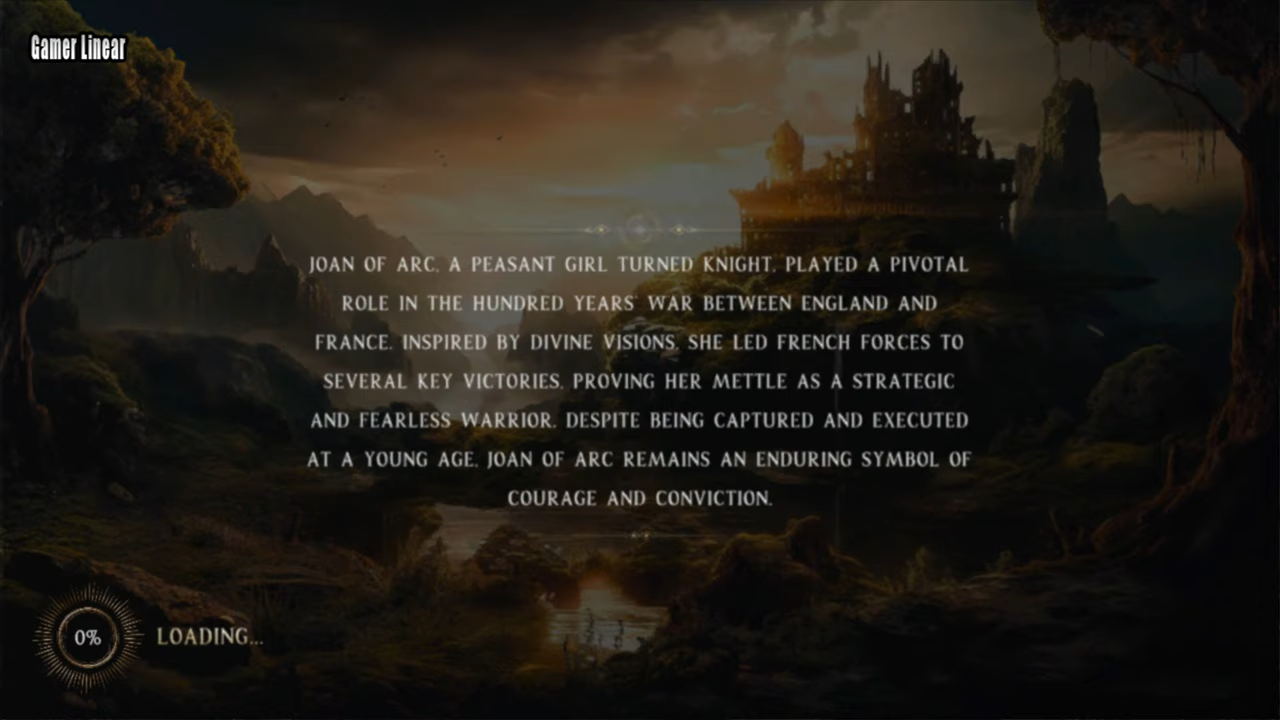 Gamer Linear
JOAN OF ARC, A PEASANT GIRL TURNED KNIGHT, PLAYED A PIVOTAL
ROLE IN THE HUNDRED YEARS' WAR BETWEEN ENGLAND AND
FRANCE. INSPIRED BY DIVINE VISIONS, SHE LED FRENCH FORCES TO
SEVERAL KEY VICTORIES, PROVING HER METTLE AS A STRATEGIC
AND FEARLESS WARRIOR. DESPITE BEING CAPTURED AND EXECUTED
AT A YOUNG AGE, JOAN OF ARC REMAINS AN ENDURING SYMBOL OF
COURAGE AND CONVICTION.
0% LOADING...